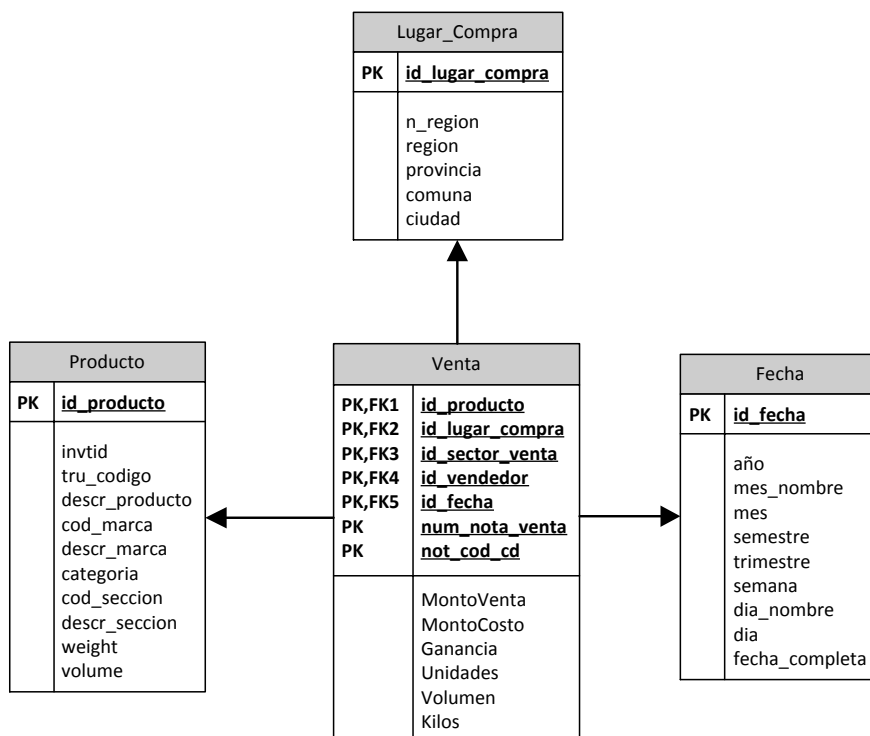 Lugar_Compra
PK id_lugar_compra
n_region
region
provincia
comuna
ciudad
Producto
PK id_producto
invtid
tru_codigo
descr_producto
cod_marca
descr_marca
categoria
cod_seccion
descr_seccion
weight
volume
Venta
PK,FK1 id_producto
PK,FK2 id_lugar_compra
PK,FK3 id_sector_venta
PK,FK4 id_vendedor
PK,FK5 id_fecha
PK num_nota_venta
PK not_cod_cd
MontoVenta
MontoCosto
Ganancia
Unidades
Volumen
Kilos
Fecha
PK id_fecha
año
mes_nombre
mes
semestre
trimestre
semana
dia_nombre
dia
fecha_completa